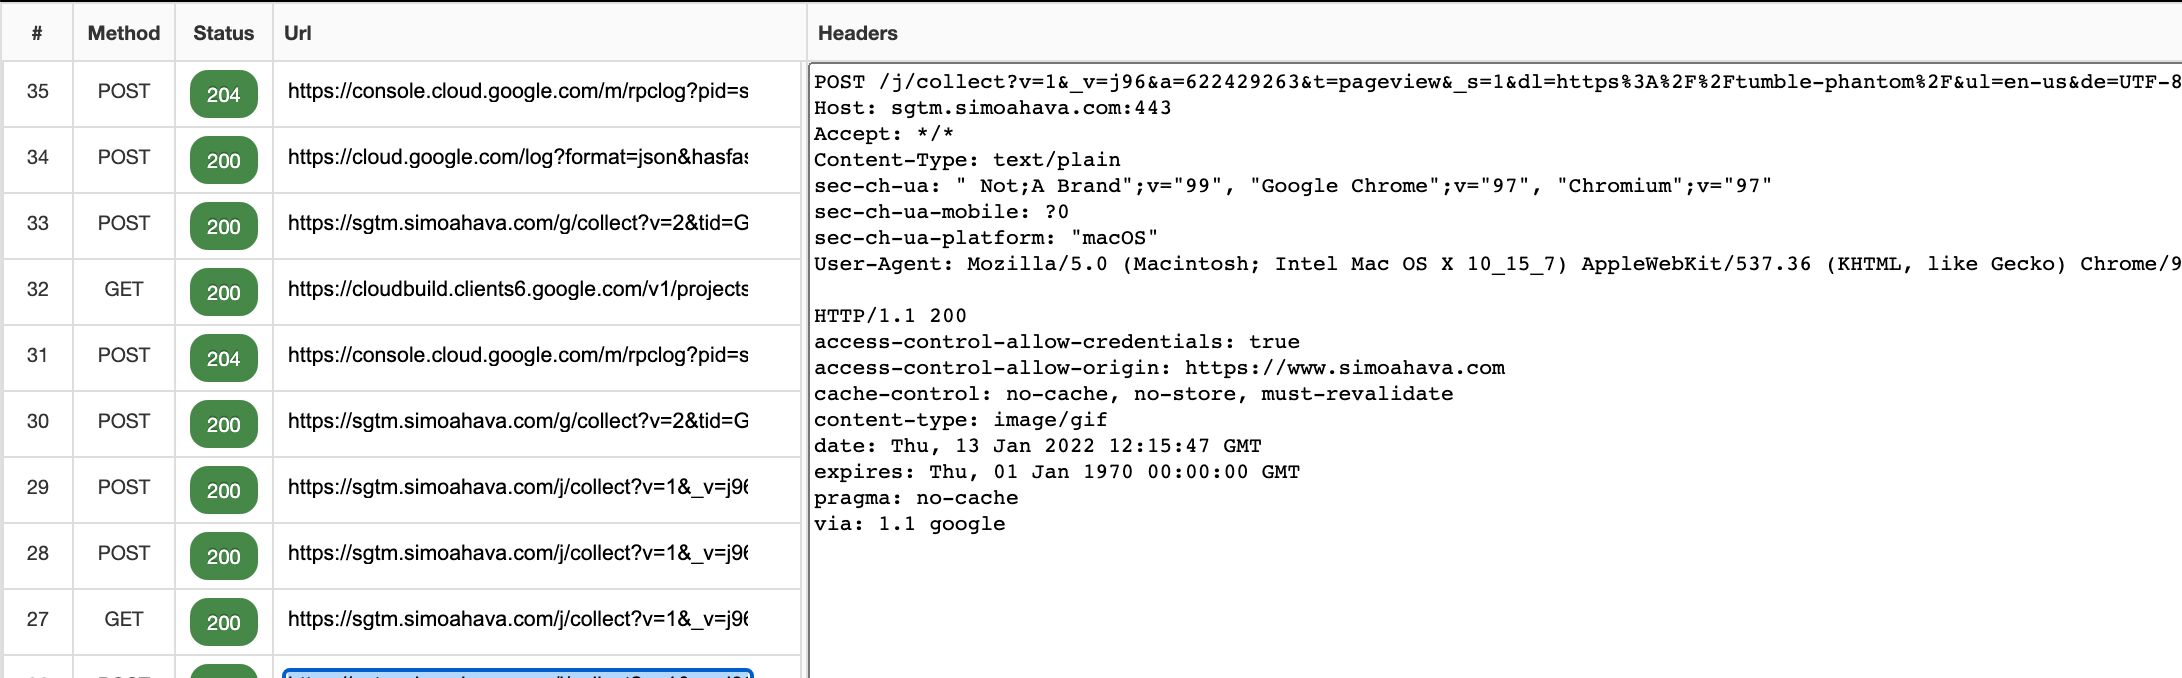 # Method Status Url Headers
35 POST 204 https://console.cloud.google.com/m/rpclog?pid=s
34 POST 200 https://cloud.google.com/log?format=json&hasfas
33 POST 200 https://sgtm.simoahava.com/g/collect?v=2&tid=G
32 GET 200 https://cloudbuild.clients6.google.com/v1/projects
31 POST 204 https://console.cloud.google.com/m/rpclog?pid=s
30 POST 200 https://sgtm.simoahava.com/g/collect?v=2&tid=G
29 POST 200 https://sgtm.simoahava.com/j/collect?v=1&_v=j96
28 POST 200 https://sgtm.simoahava.com/j/collect?v=1&_v=j96
27 GET 200 https://sgtm.simoahava.com/j/collect?v=1&_v=j96
POST /j/collect?v=1&_v=j96&a=622429263&t=pageview&_s=1&dl=https%3A%2F%2Ftumble-phantom%2F&ul=en-us&de=UTF-8
Host: sgtm.simoahava.com:443
Accept: */*
Content-Type: text/plain
sec-ch-ua: " Not;A Brand";v="99", "Google Chrome";v="97", "Chromium";v="97"
sec-ch-ua-mobile: ?0
sec-ch-ua-platform: "macOS"
User-Agent: Mozilla/5.0 (Macintosh; Intel Mac OS X 10_15_7) AppleWebKit/537.36 (KHTML, like Gecko) Chrome/9
HTTP/1.1 200
access-control-allow-credentials: true
access-control-allow-origin: https://www.simoahava.com
cache-control: no-cache, no-store, must-revalidate
content-type: image/gif
date: Thu, 13 Jan 2022 12:15:47 GMT
expires: Thu, 01 Jan 1970 00:00:00 GMT
pragma: no-cache
via: 1.1 google